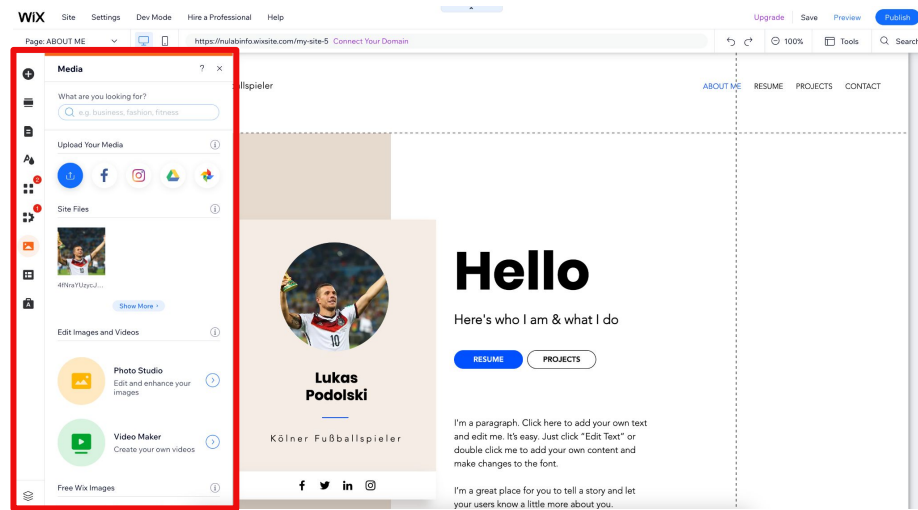 WiX Site Settings Dev Mode Hire a Professional Help Upgrade Save Preview Publish
Page: ABOUT ME https://nulabinfo.wixsite.com/my-site-5 Connect Your Domain 100% Tools Search
Media ?
What are you looking for?
e.g. business, fashion, fitness
Upload Your Media
Site Files
2
1
4fNraYUzycJ...
Show More
Edit Images and Videos
Photo Studio
Edit and enhance your
images
Video Maker
Create your own videos
Free Wix Images
A
allspieler
ABOUT ME RESUME PROJECTS CONTACT
10
Lukas
Podolski
Kölner Fußballspieler
Hello
Here's who I am & what I do
RESUME PROJECTS
I'm a paragraph. Click here to add your own text
and edit me. It's easy. Just click “Edit Text” or
double click me to add your own content and
make changes to the font.
I'm a great place for you to tell a story and let
your users know a little more about you.